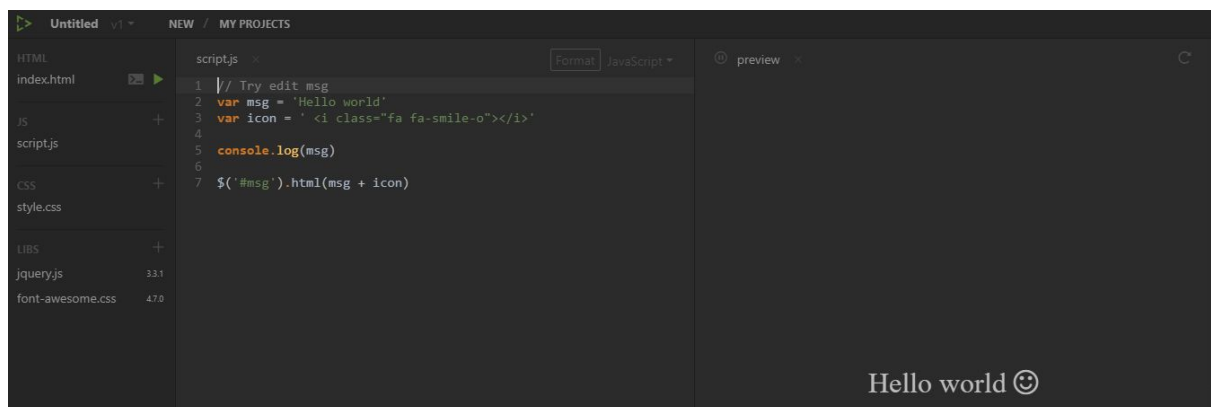 Untitled v1 NEW / MY PROJECTS
HTML
index.html
JS
script.js
CSS
style.css
LIBS
jquery.js 3.3.1
font-awesome.css 4.7.0
script.js Format JavaScript
1 // Try edit msg
2 var msg = 'Hello world'
3 var icon = ' <i class="fa fa-smile-o"></i>'
4
5 console.log(msg)
6
7 $('#msg').html(msg + icon)
preview
Hello world